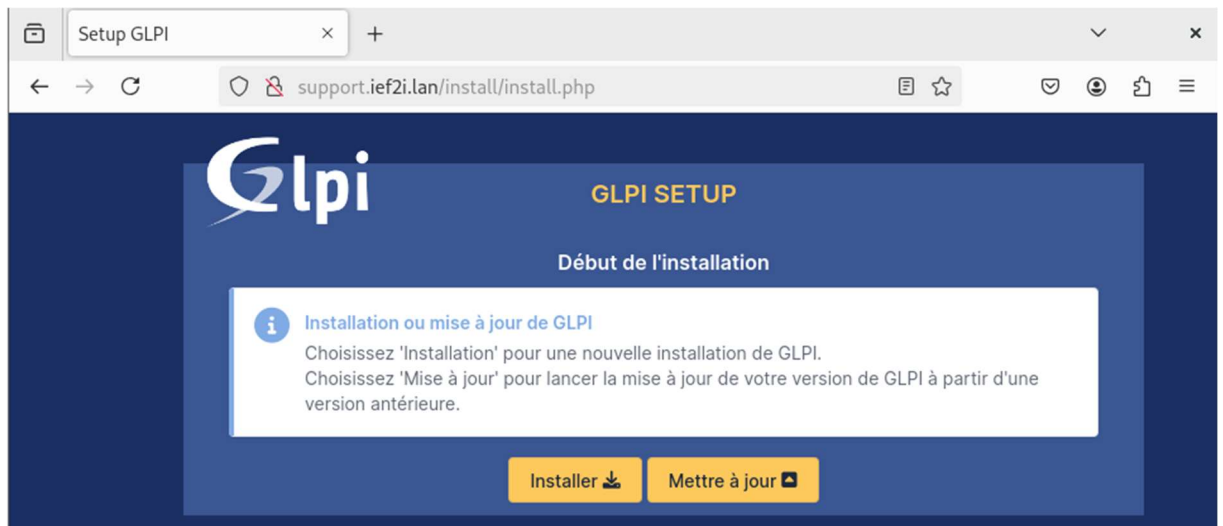 Setup GLPI
support.ief2i.lan/install/install.php
Glpi
GLPI SETUP
Début de l'installation
Installation ou mise à jour de GLPI
Choisissez 'Installation' pour une nouvelle installation de GLPI.
Choisissez 'Mise à jour' pour lancer la mise à jour de votre version de GLPI à partir d'une
version antérieure.
Installer
Mettre à jour